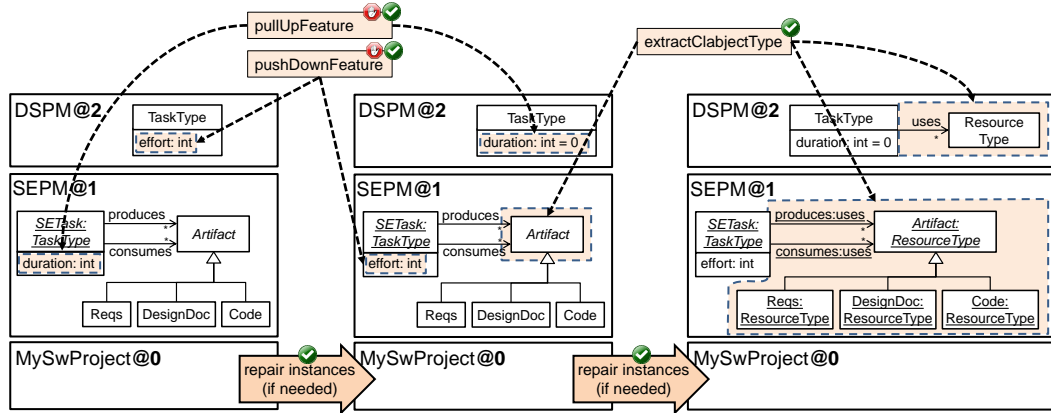 pullUpFeature
pushDownFeature
extractClabjectType
DSPM@2
TaskType
effort: int
SEPM@1
SETask:
TaskType
duration: int
produces
*
*
consumes
Artifact
Reqs
DesignDoc
Code
MySwProject@0
repair instances
(if needed)
DSPM@2
TaskType
duration: int = 0
SEPM@1
SETask:
TaskType
effort: int
produces
*
*
consumes
Artifact
Reqs
DesignDoc
Code
MySwProject@0
repair instances
(if needed)
DSPM@2
TaskType
duration: int = 0
uses
*
Resource
Type
SEPM@1
SETask:
TaskType
effort: int
produces:uses
*
*
consumes:uses
Artifact:
ResourceType
Reqs:
ResourceType
DesignDoc:
ResourceType
Code:
ResourceType
MySwProject@0